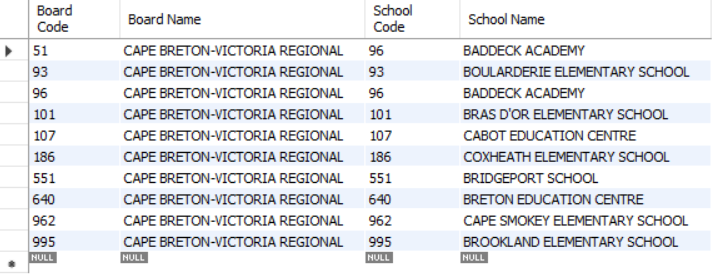 Board Code Board Name School Code School Name
51 CAPE BRETON-VICTORIA REGIONAL 96 BADDECK ACADEMY
93 CAPE BRETON-VICTORIA REGIONAL 93 BOULARDERIE ELEMENTARY SCHOOL
96 CAPE BRETON-VICTORIA REGIONAL 96 BADDECK ACADEMY
101 CAPE BRETON-VICTORIA REGIONAL 101 BRAS D'OR ELEMENTARY SCHOOL
107 CAPE BRETON-VICTORIA REGIONAL 107 CABOT EDUCATION CENTRE
186 CAPE BRETON-VICTORIA REGIONAL 186 COXHEATH ELEMENTARY SCHOOL
551 CAPE BRETON-VICTORIA REGIONAL 551 BRIDGEPORT SCHOOL
640 CAPE BRETON-VICTORIA REGIONAL 640 BRETON EDUCATION CENTRE
962 CAPE BRETON-VICTORIA REGIONAL 962 CAPE SMOKEY ELEMENTARY SCHOOL
995 CAPE BRETON-VICTORIA REGIONAL 995 BROOKLAND ELEMENTARY SCHOOL
NULL NULL NULL NULL